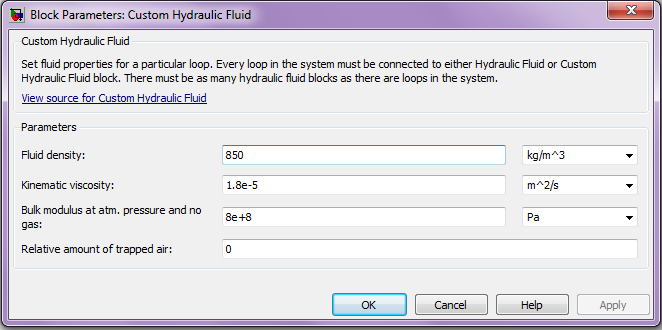 Block Parameters: Custom Hydraulic Fluid
Custom Hydraulic Fluid
Set fluid properties for a particular loop. Every loop in the system must be connected to either Hydraulic Fluid or Custom
Hydraulic Fluid block. There must be as many hydraulic fluid blocks as there are loops in the system.
View source for Custom Hydraulic Fluid
Parameters
Fluid density: 850 kg/m^3
Kinematic viscosity: 1.8e-5 m^2/s
Bulk modulus at atm. pressure and no
gas: 8e+8 Pa
Relative amount of trapped air: 0
OK Cancel Help Apply